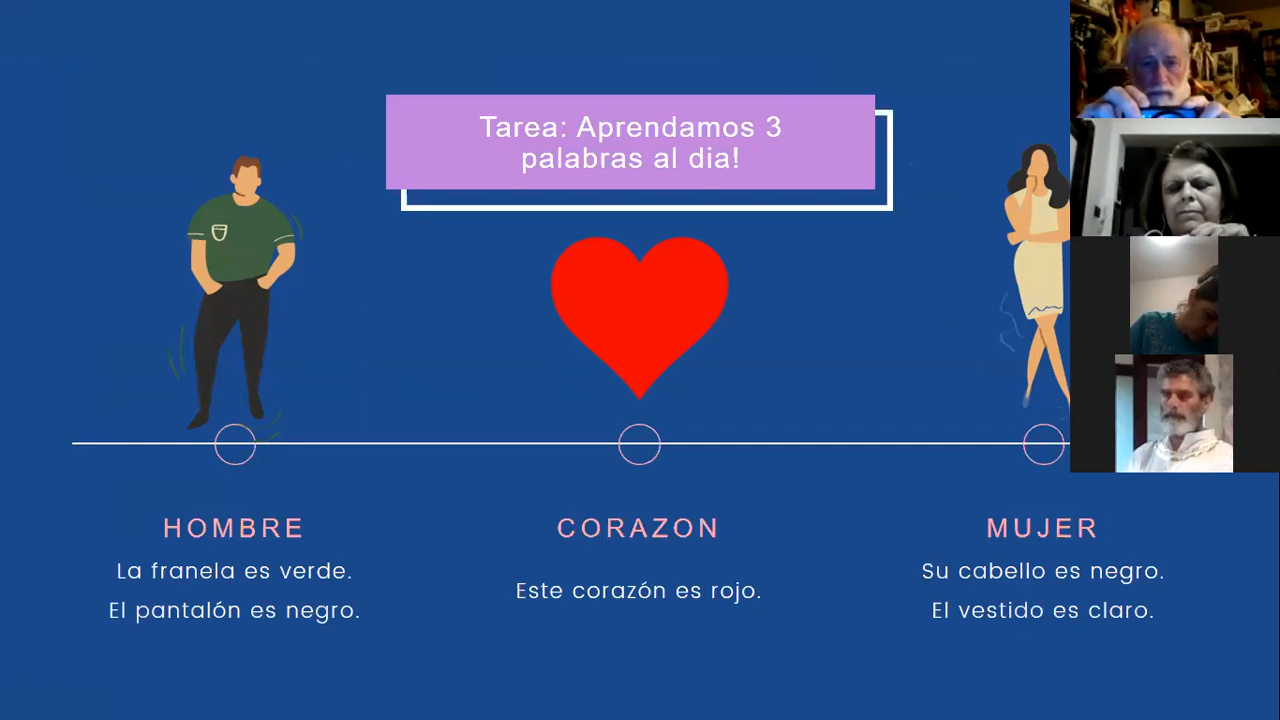 Tarea: Aprendamos 3
palabras al dia!
HOMBRE
La franela es verde.
El pantalón es negro.
CORAZON
Este corazón es rojo.
MUJER
Su cabello es negro.
El vestido es claro.